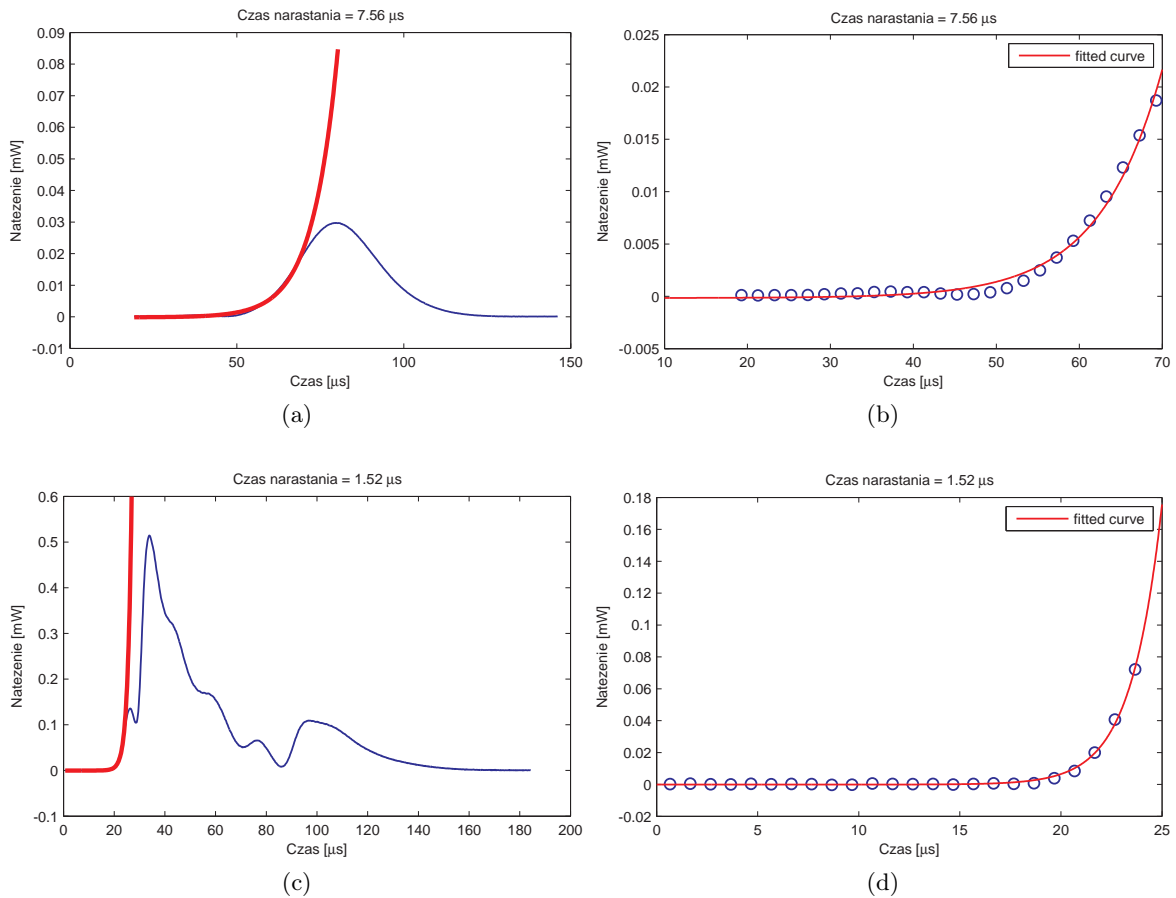 Czas narastania = 7.56 µs
0.09
0.08
0.07
0.06
0.05
0.04
0.03
0.02
0.01
0
-0.01
Natezenie [mW]
0 50 100 150
Czas [µs]
(a)
Czas narastania = 7.56 µs
fitted curve
0.025
0.02
0.015
0.01
0.005
0
-0.005
Natezenie [mW]
10 20 30 40 50 60 70
Czas [µs]
(b)
Czas narastania = 1.52 µs
0.6
0.5
0.4
0.3
0.2
0.1
0
-0.1
Natezenie [mW]
0 20 40 60 80 100 120 140 160 180 200
Czas [µs]
(c)
Czas narastania = 1.52 µs
fitted curve
0.18
0.16
0.14
0.12
0.1
0.08
0.06
0.04
0.02
0
-0.02
Natezenie [mW]
0 5 10 15 20 25
Czas [µs]
(d)